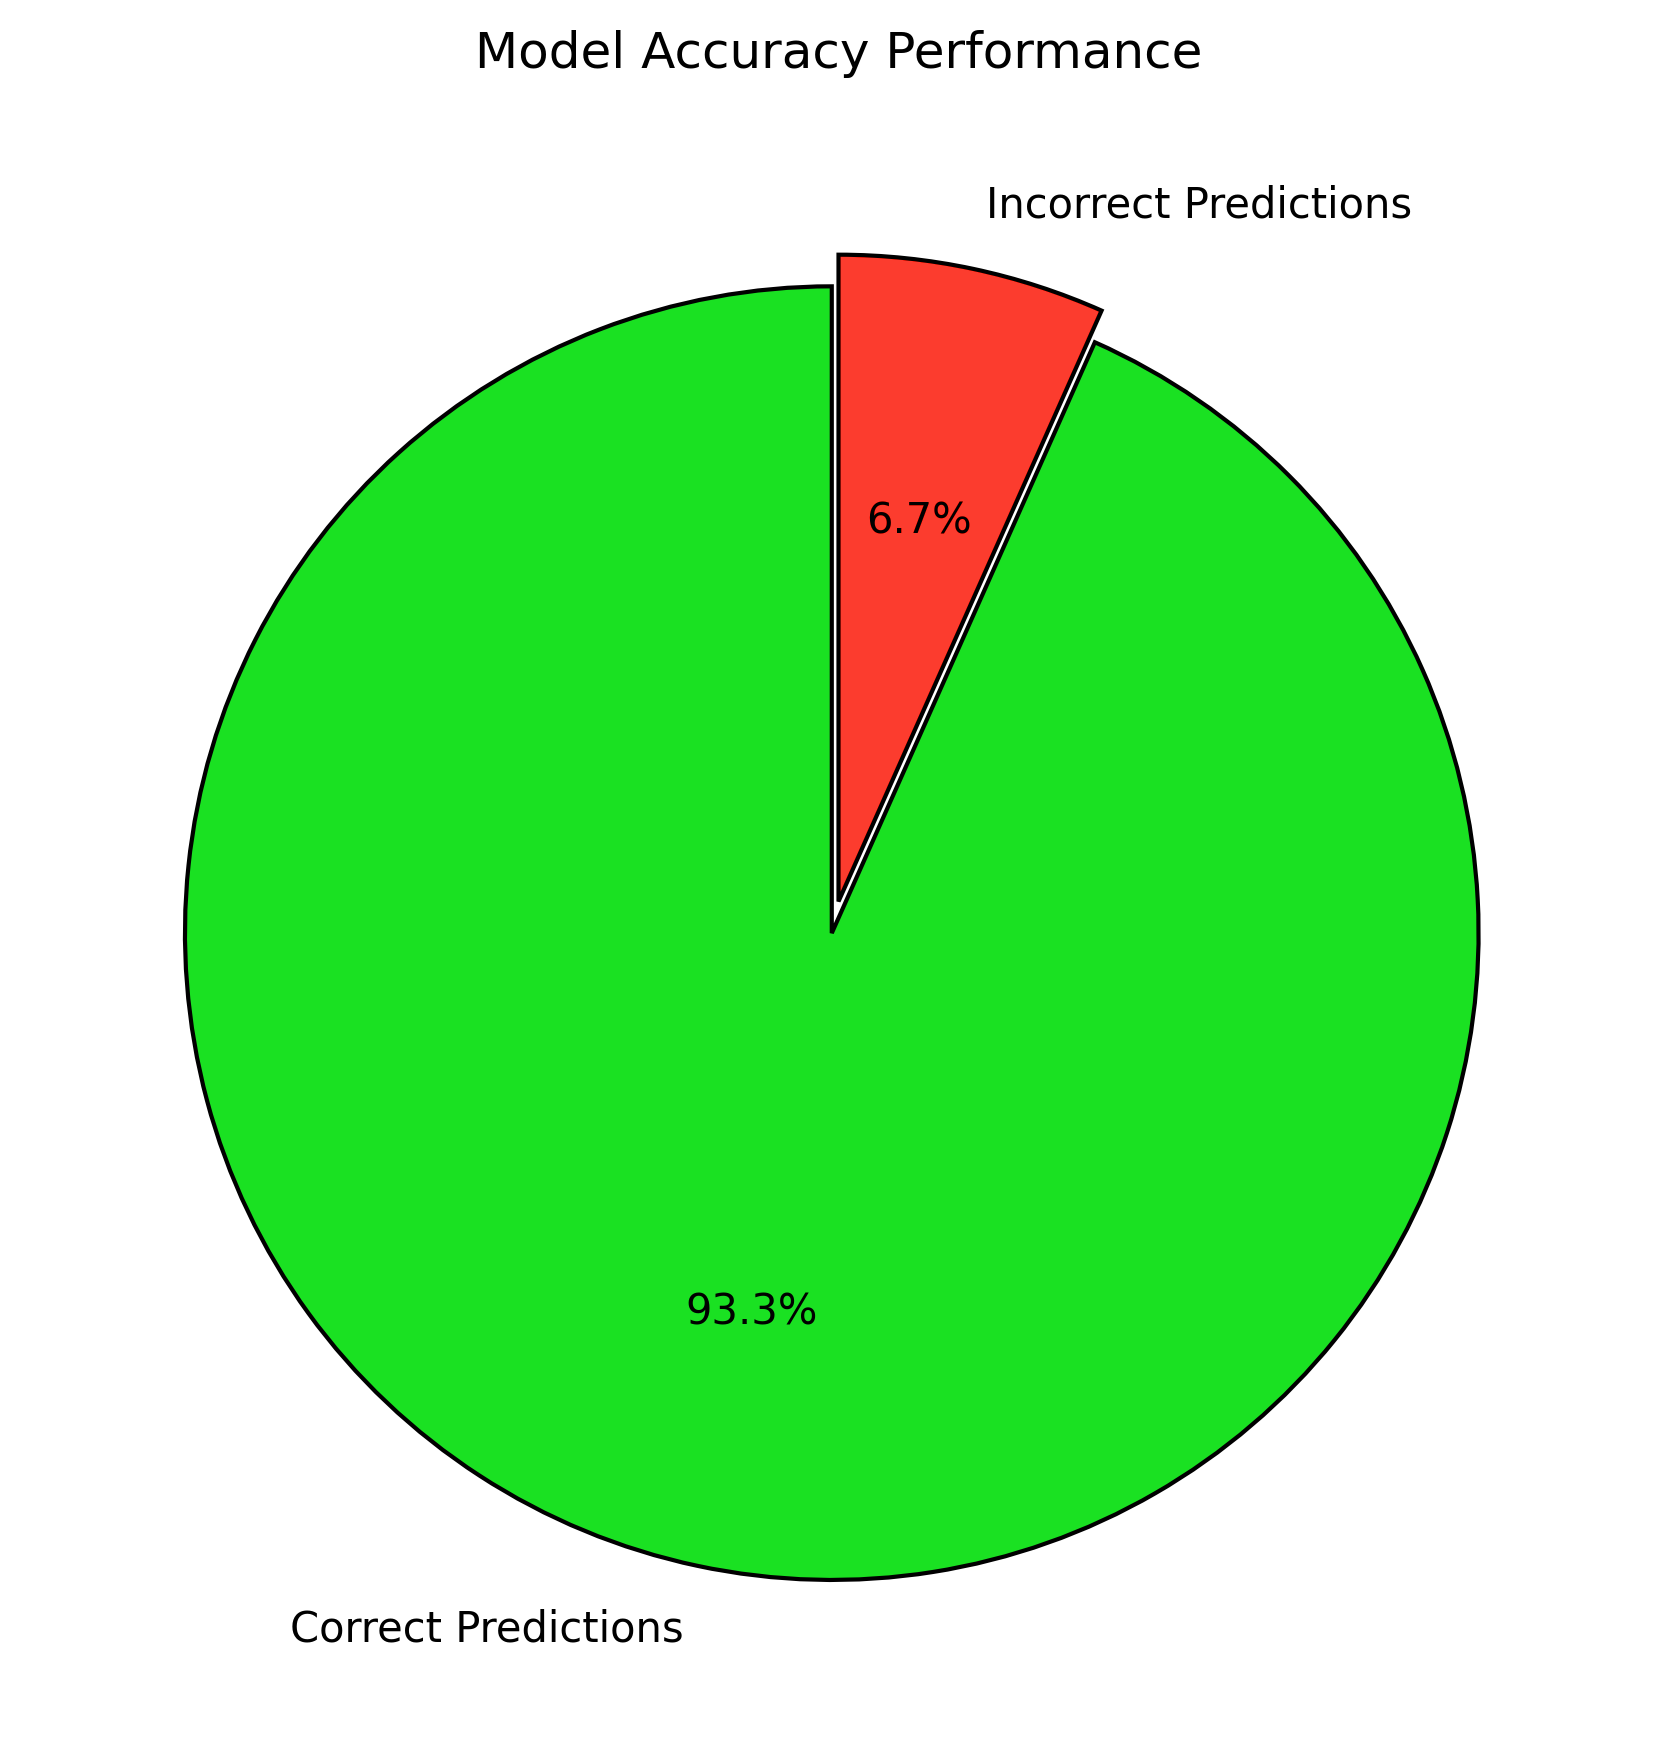 Model Accuracy Performance
Incorrect Predictions
6.7%
93.3%
Correct Predictions